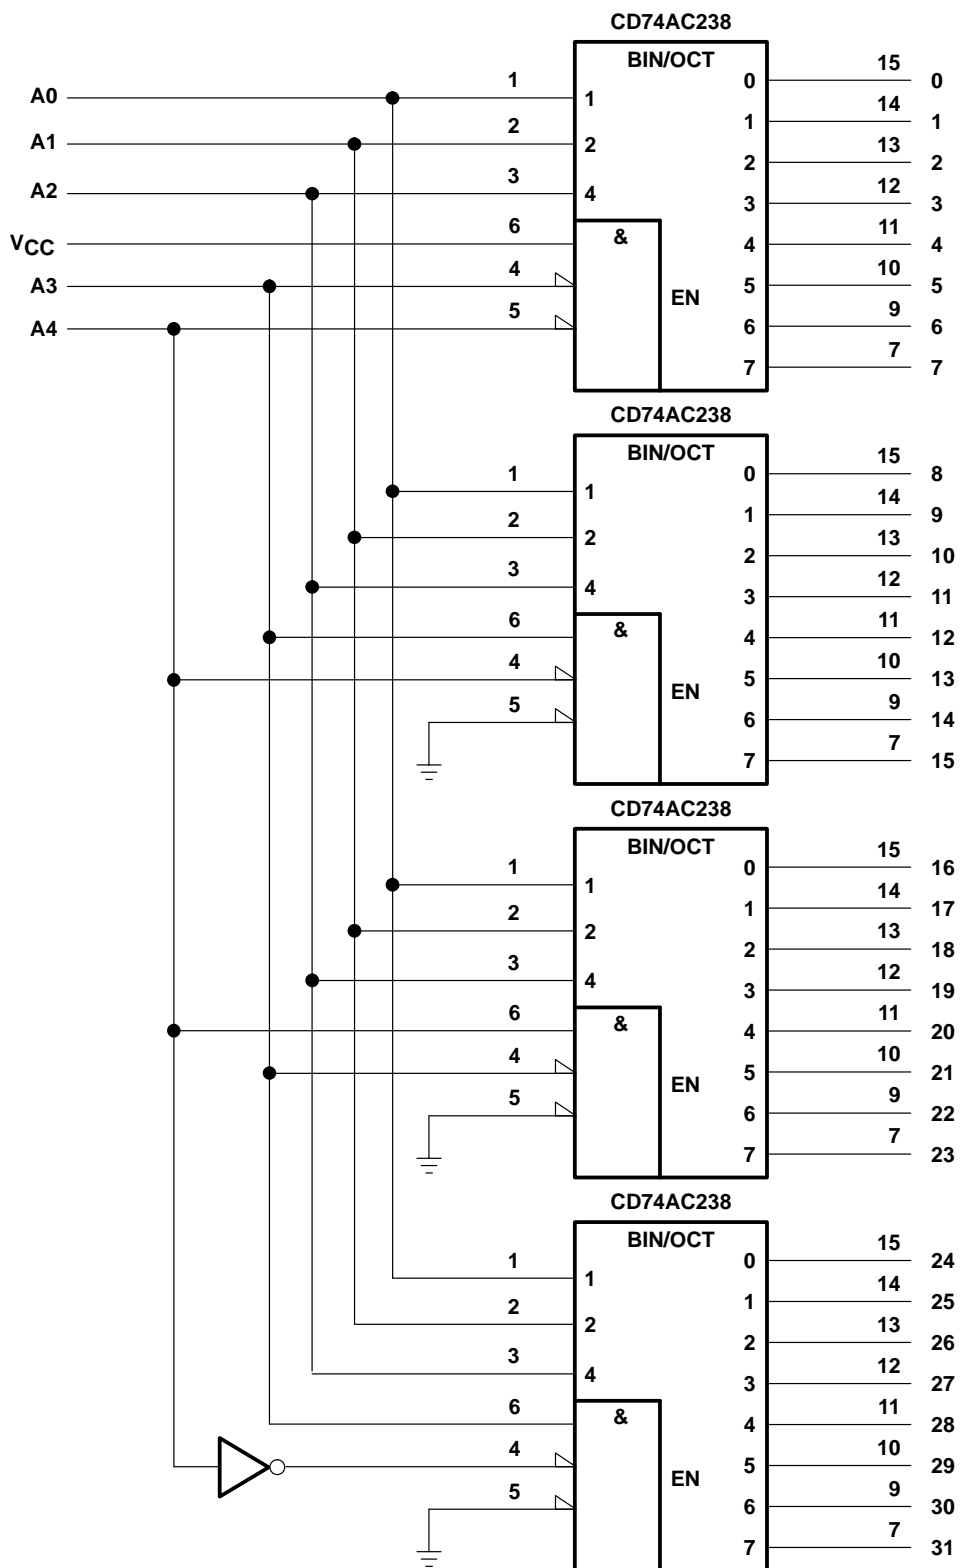 CD74AC238
BIN/OCT
A0 1 1 0 15 0
A1 2 2 1 14 1
A2 3 4 2 13 2
3 12 3
VCC 6 & 4 11 4
A3 4 EN 5 10 5
A4 5 6 9 6
7 7 7
CD74AC238
BIN/OCT
1 1 0 15 8
2 2 1 14 9
3 4 2 13 10
3 12 11
6 & 4 11 12
4 EN 5 10 13
5 6 9 14
7 7 15
CD74AC238
BIN/OCT
1 1 0 15 16
2 2 1 14 17
3 4 2 13 18
3 12 19
6 & 4 11 20
4 EN 5 10 21
5 6 9 22
7 7 23
CD74AC238
BIN/OCT
1 1 0 15 24
2 2 1 14 25
3 4 2 13 26
3 12 27
6 & 4 11 28
4 EN 5 10 29
5 6 9 30
7 7 31